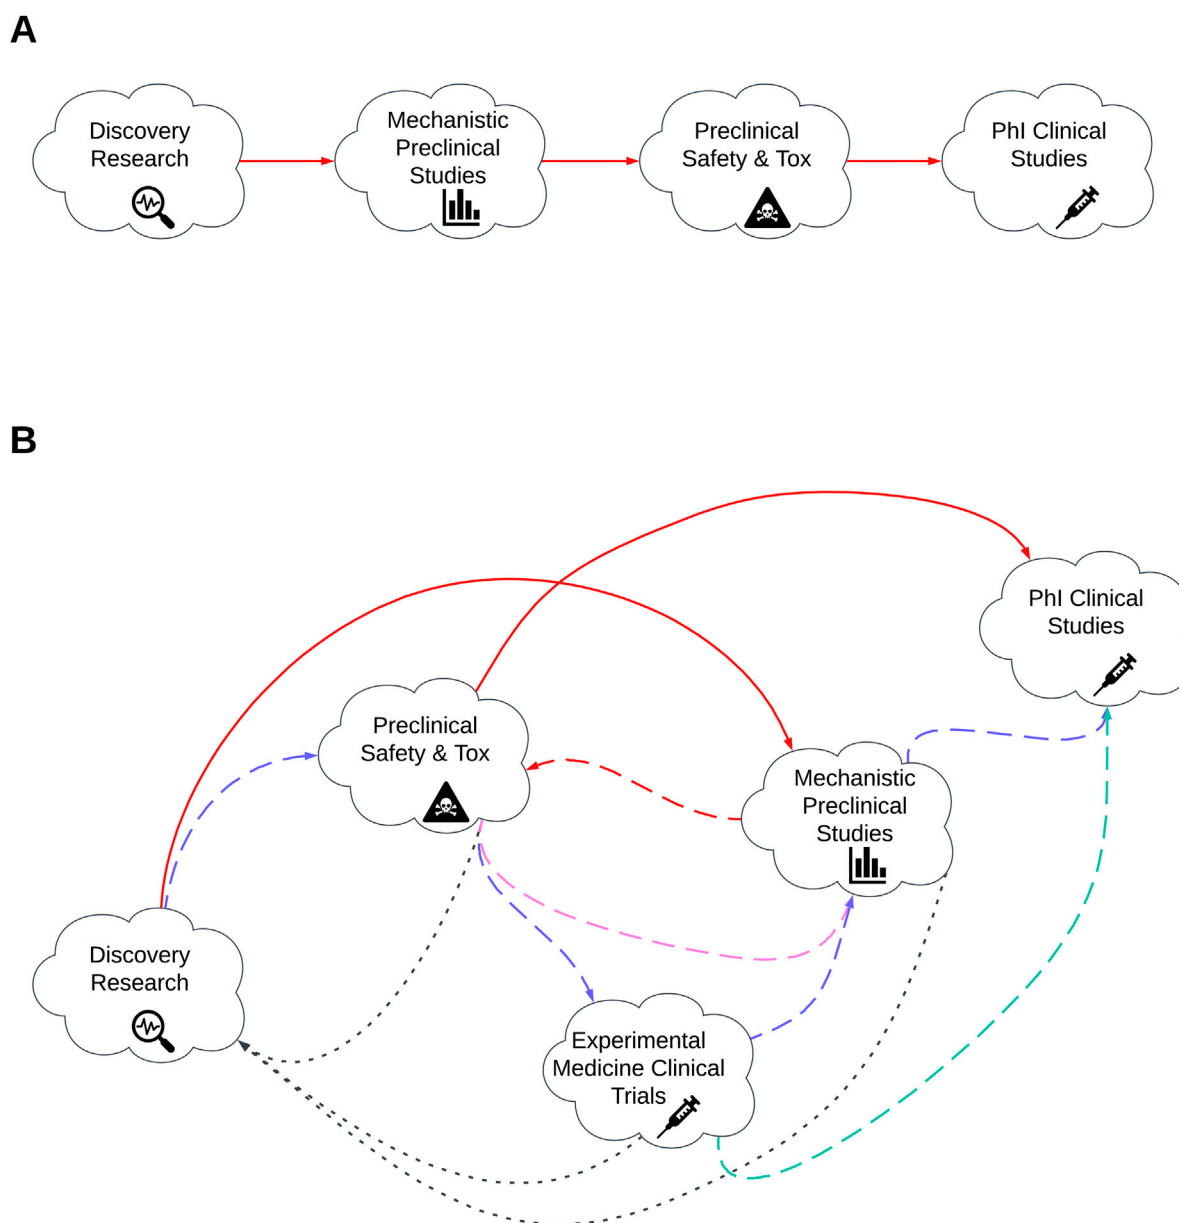 A
Discovery
Research
Mechanistic
Preclinical
Studies
Preclinical
Safety & Tox
PhI Clinical
Studies
B
PhI Clinical
Studies
Preclinical
Safety & Tox
Mechanistic
Preclinical
Studies
Discovery
Research
Experimental
Medicine Clinical
Trials